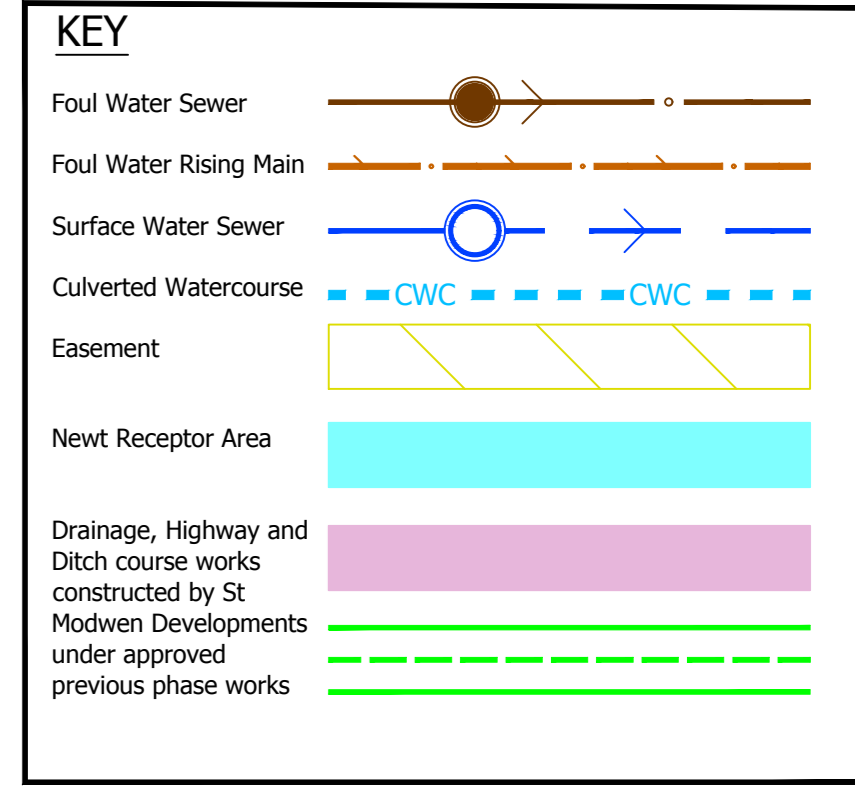 KEY
Foul Water Sewer
Foul Water Rising Main
Surface Water Sewer
Culverted Watercourse
CWC CWC
Easement
Newt Receptor Area
Drainage, Highway and
Ditch course works
constructed by St
Modwen Developments
under approved
previous phase works